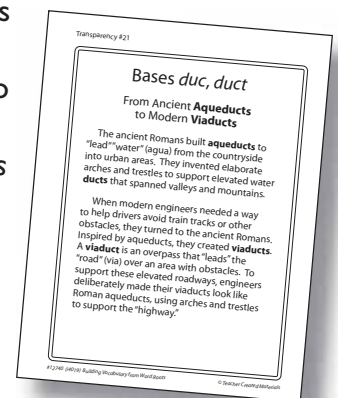 s
o
s
Transparency #21
Bases duc, duct
From Ancient Aqueducts
to Modern Viaducts
The ancient Romans built aqueducts to
"lead" "water" (agua) from the countryside
into urban areas. They invented elaborate
arches and trestles to support elevated water
ducts that spanned valleys and mountains.
When modern engineers needed a way
to help drivers avoid train tracks or other
obstacles, they turned to the ancient Romans.
Inspired by aqueducts, they created viaducts.
A viaduct is an overpass that "leads" the
"road" (via) over an area with obstacles. To
support these elevated roadways, engineers
deliberately made their viaducts look like
Roman aqueducts, using arches and trestles
to support the "highway."
#12740 (i4019) Building Vocabulary from Word Roots
© Teacher Created Materials